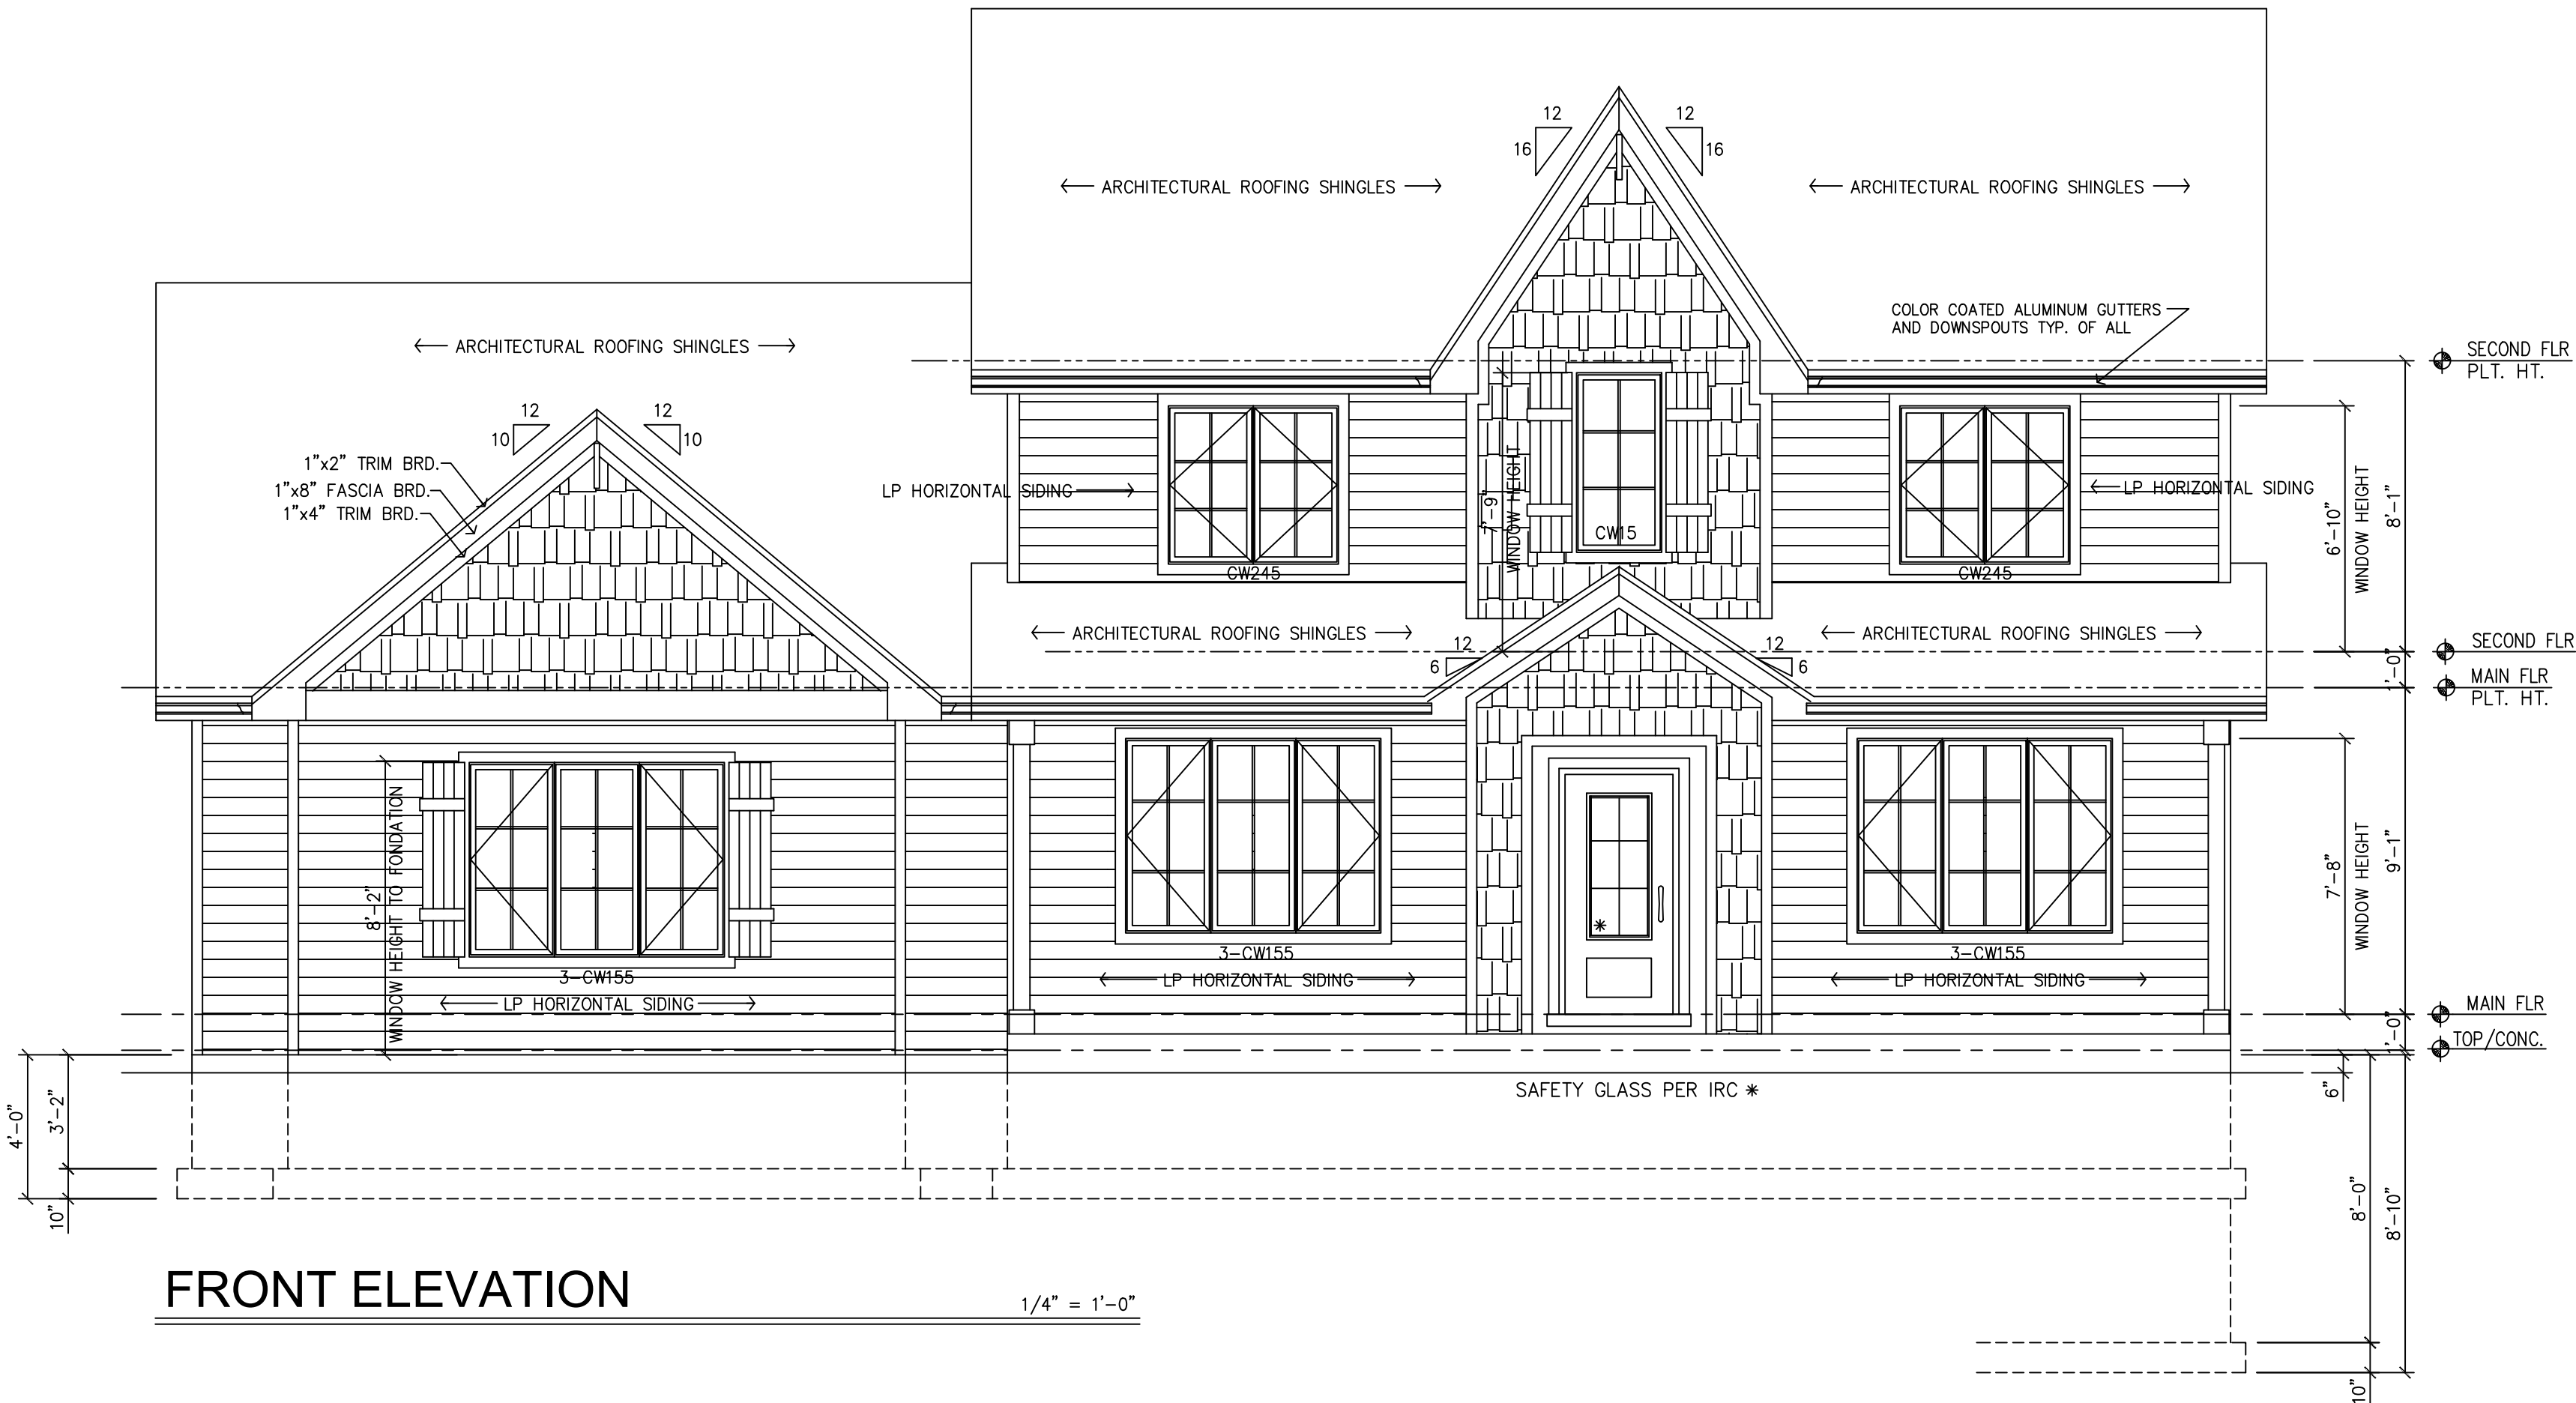 12
12
16
16
ARCHITECTURAL ROOFING SHINGLES
ARCHITECTURAL ROOFING SHINGLES
COLOR COATED ALUMINUM GUTTERS
AND DOWNSPOUTS TYP. OF ALL
ARCHITECTURAL ROOFING SHINGLES
SECOND FLR
PLT. HT.
12
12
10
10
1"x2" TRIM BRD.
1"x8" FASCIA BRD.
1"x4" TRIM BRD.
LP HORIZONTAL SIDING
LP HORIZONTAL SIDING
7'-9"
WINDOW HEIGHT
CW15
CW245
CW245
6'-10"
WINDOW HEIGHT
8'-1"
ARCHITECTURAL ROOFING SHINGLES
ARCHITECTURAL ROOFING SHINGLES
12
12
6
6
SECOND FLR
1'-0"
MAIN FLR
PLT. HT.
8'-2"
WINDOW HEIGHT TO FONDATION
3-CW155
3-CW155
3-CW155
LP HORIZONTAL SIDING
LP HORIZONTAL SIDING
LP HORIZONTAL SIDING
7'-8"
WINDOW HEIGHT
9'-1"
MAIN FLR
1'-0"
TOP/CONC.
6"
SAFETY GLASS PER IRC *
*
4'-0"
3'-2"
10"
8'-0"
8'-10"
10"
FRONT ELEVATION
1/4" = 1'-0"